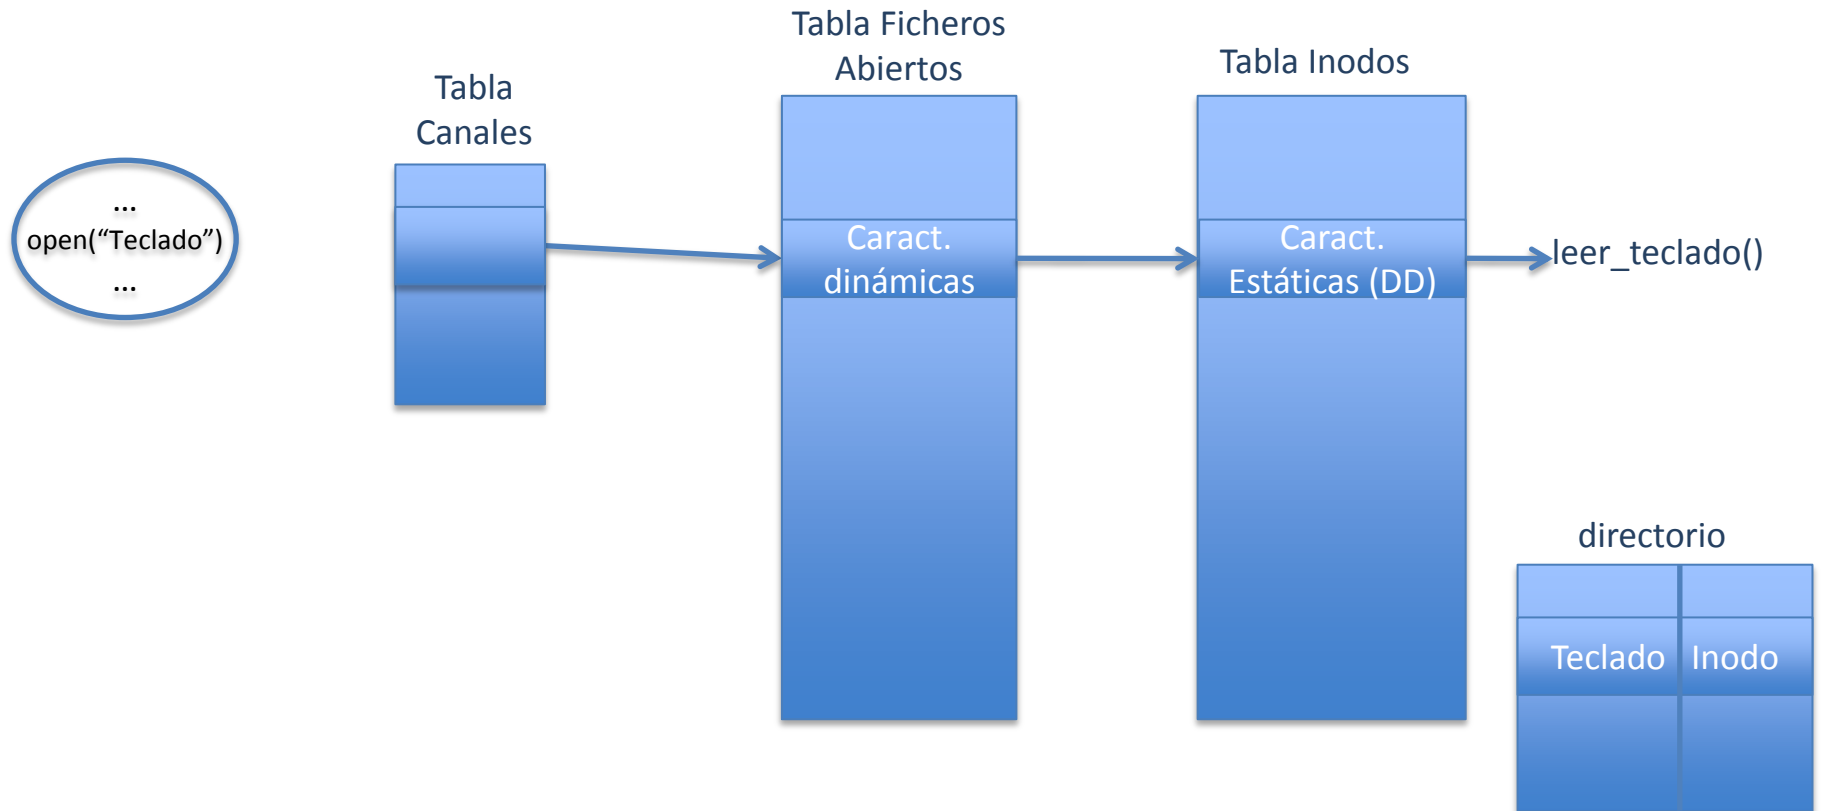 Tabla Ficheros
Abiertos
Tabla Inodos
Tabla
Canales
...
open(“Teclado”)
...
Caract.
dinámicas
Caract.
Estáticas (DD)
leer_teclado()
directorio
Teclado Inodo